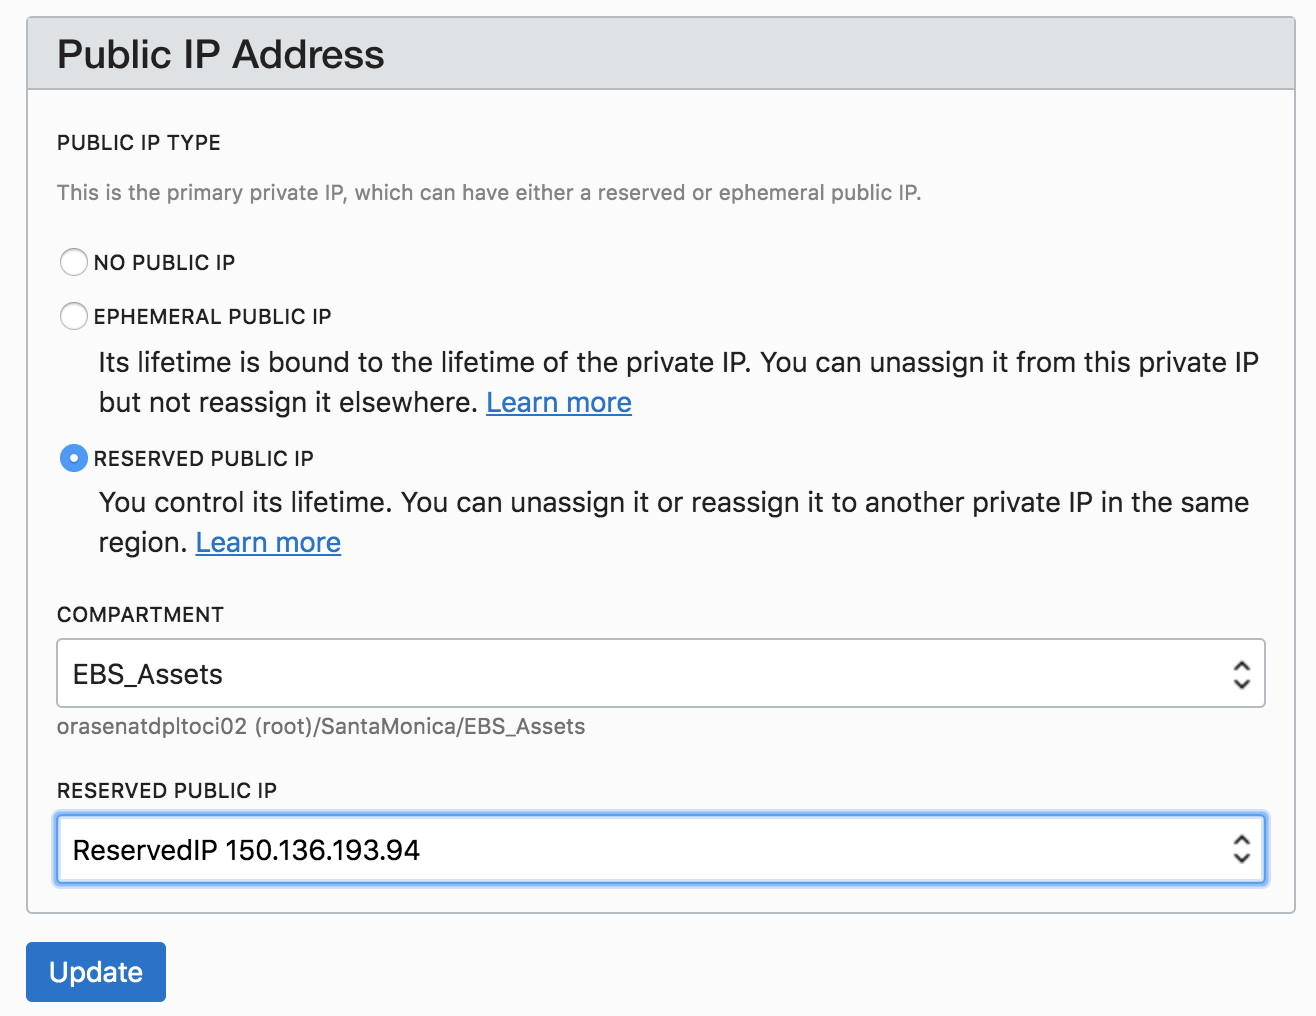 Public IP Address
PUBLIC IP TYPE
This is the primary private IP, which can have either a reserved or ephemeral public IP.
NO PUBLIC IP
EPHEMERAL PUBLIC IP
Its lifetime is bound to the lifetime of the private IP. You can unassign it from this private IP
but not reassign it elsewhere. Learn more
RESERVED PUBLIC IP
You control its lifetime. You can unassign it or reassign it to another private IP in the same
region. Learn more
COMPARTMENT
EBS_Assets
orasenatdpltoci02 (root)/SantaMonica/EBS_Assets
RESERVED PUBLIC IP
ReservedIP 150.136.193.94
Update